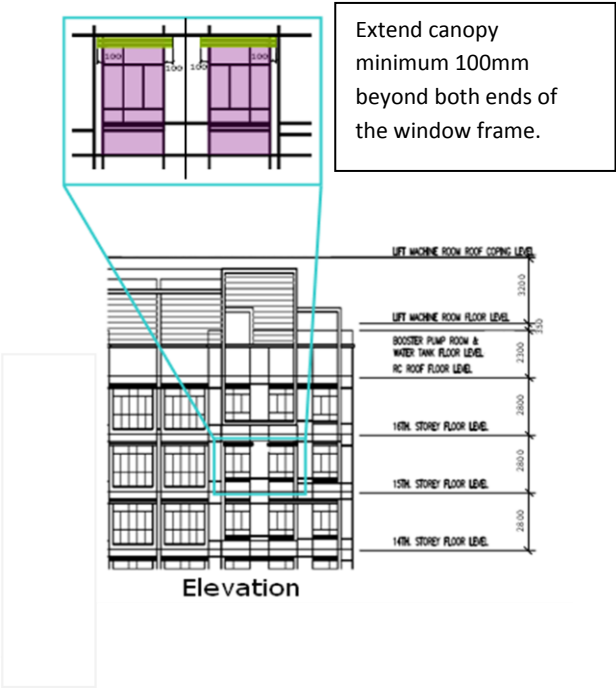 Extend canopy
minimum 100mm
beyond both ends of
the window frame.
100
100
100
100
LIFT MACHINE ROOM ROOF COPING LEVEL
3200
LIFT MACHINE ROOM FLOOR LEVEL
150
BOOSTER PUMP ROOM &
WATER TANK FLOOR LEVEL
2300
RC ROOF FLOOR LEVEL
2800
16TH. STOREY FLOOR LEVEL
2800
15TH. STOREY FLOOR LEVEL
2800
14TH. STOREY FLOOR LEVEL
Elevation